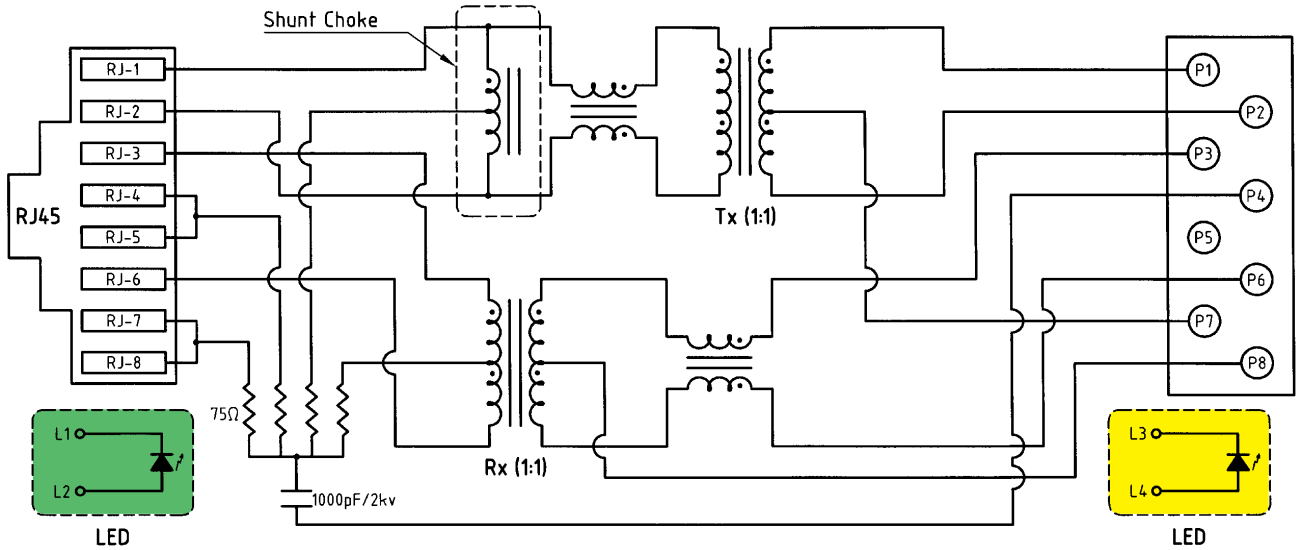 Shunt Choke
RJ-1
RJ-2
RJ-3
RJ-4
RJ-5
RJ-6
RJ-7
RJ-8
RJ45
75Ω
1000pF/2kv
Tx (1:1)
Rx (1:1)
P1
P2
P3
P4
P5
P6
P7
P8
L1
L2
LED
L3
L4
LED